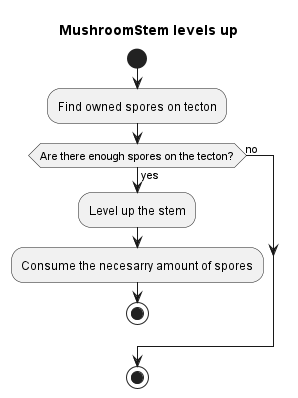 MushroomStem levels up
Find owned spores on tecton
Are there enough spores on the tecton?
no
yes
Level up the stem
Consume the necesarry amount of spores